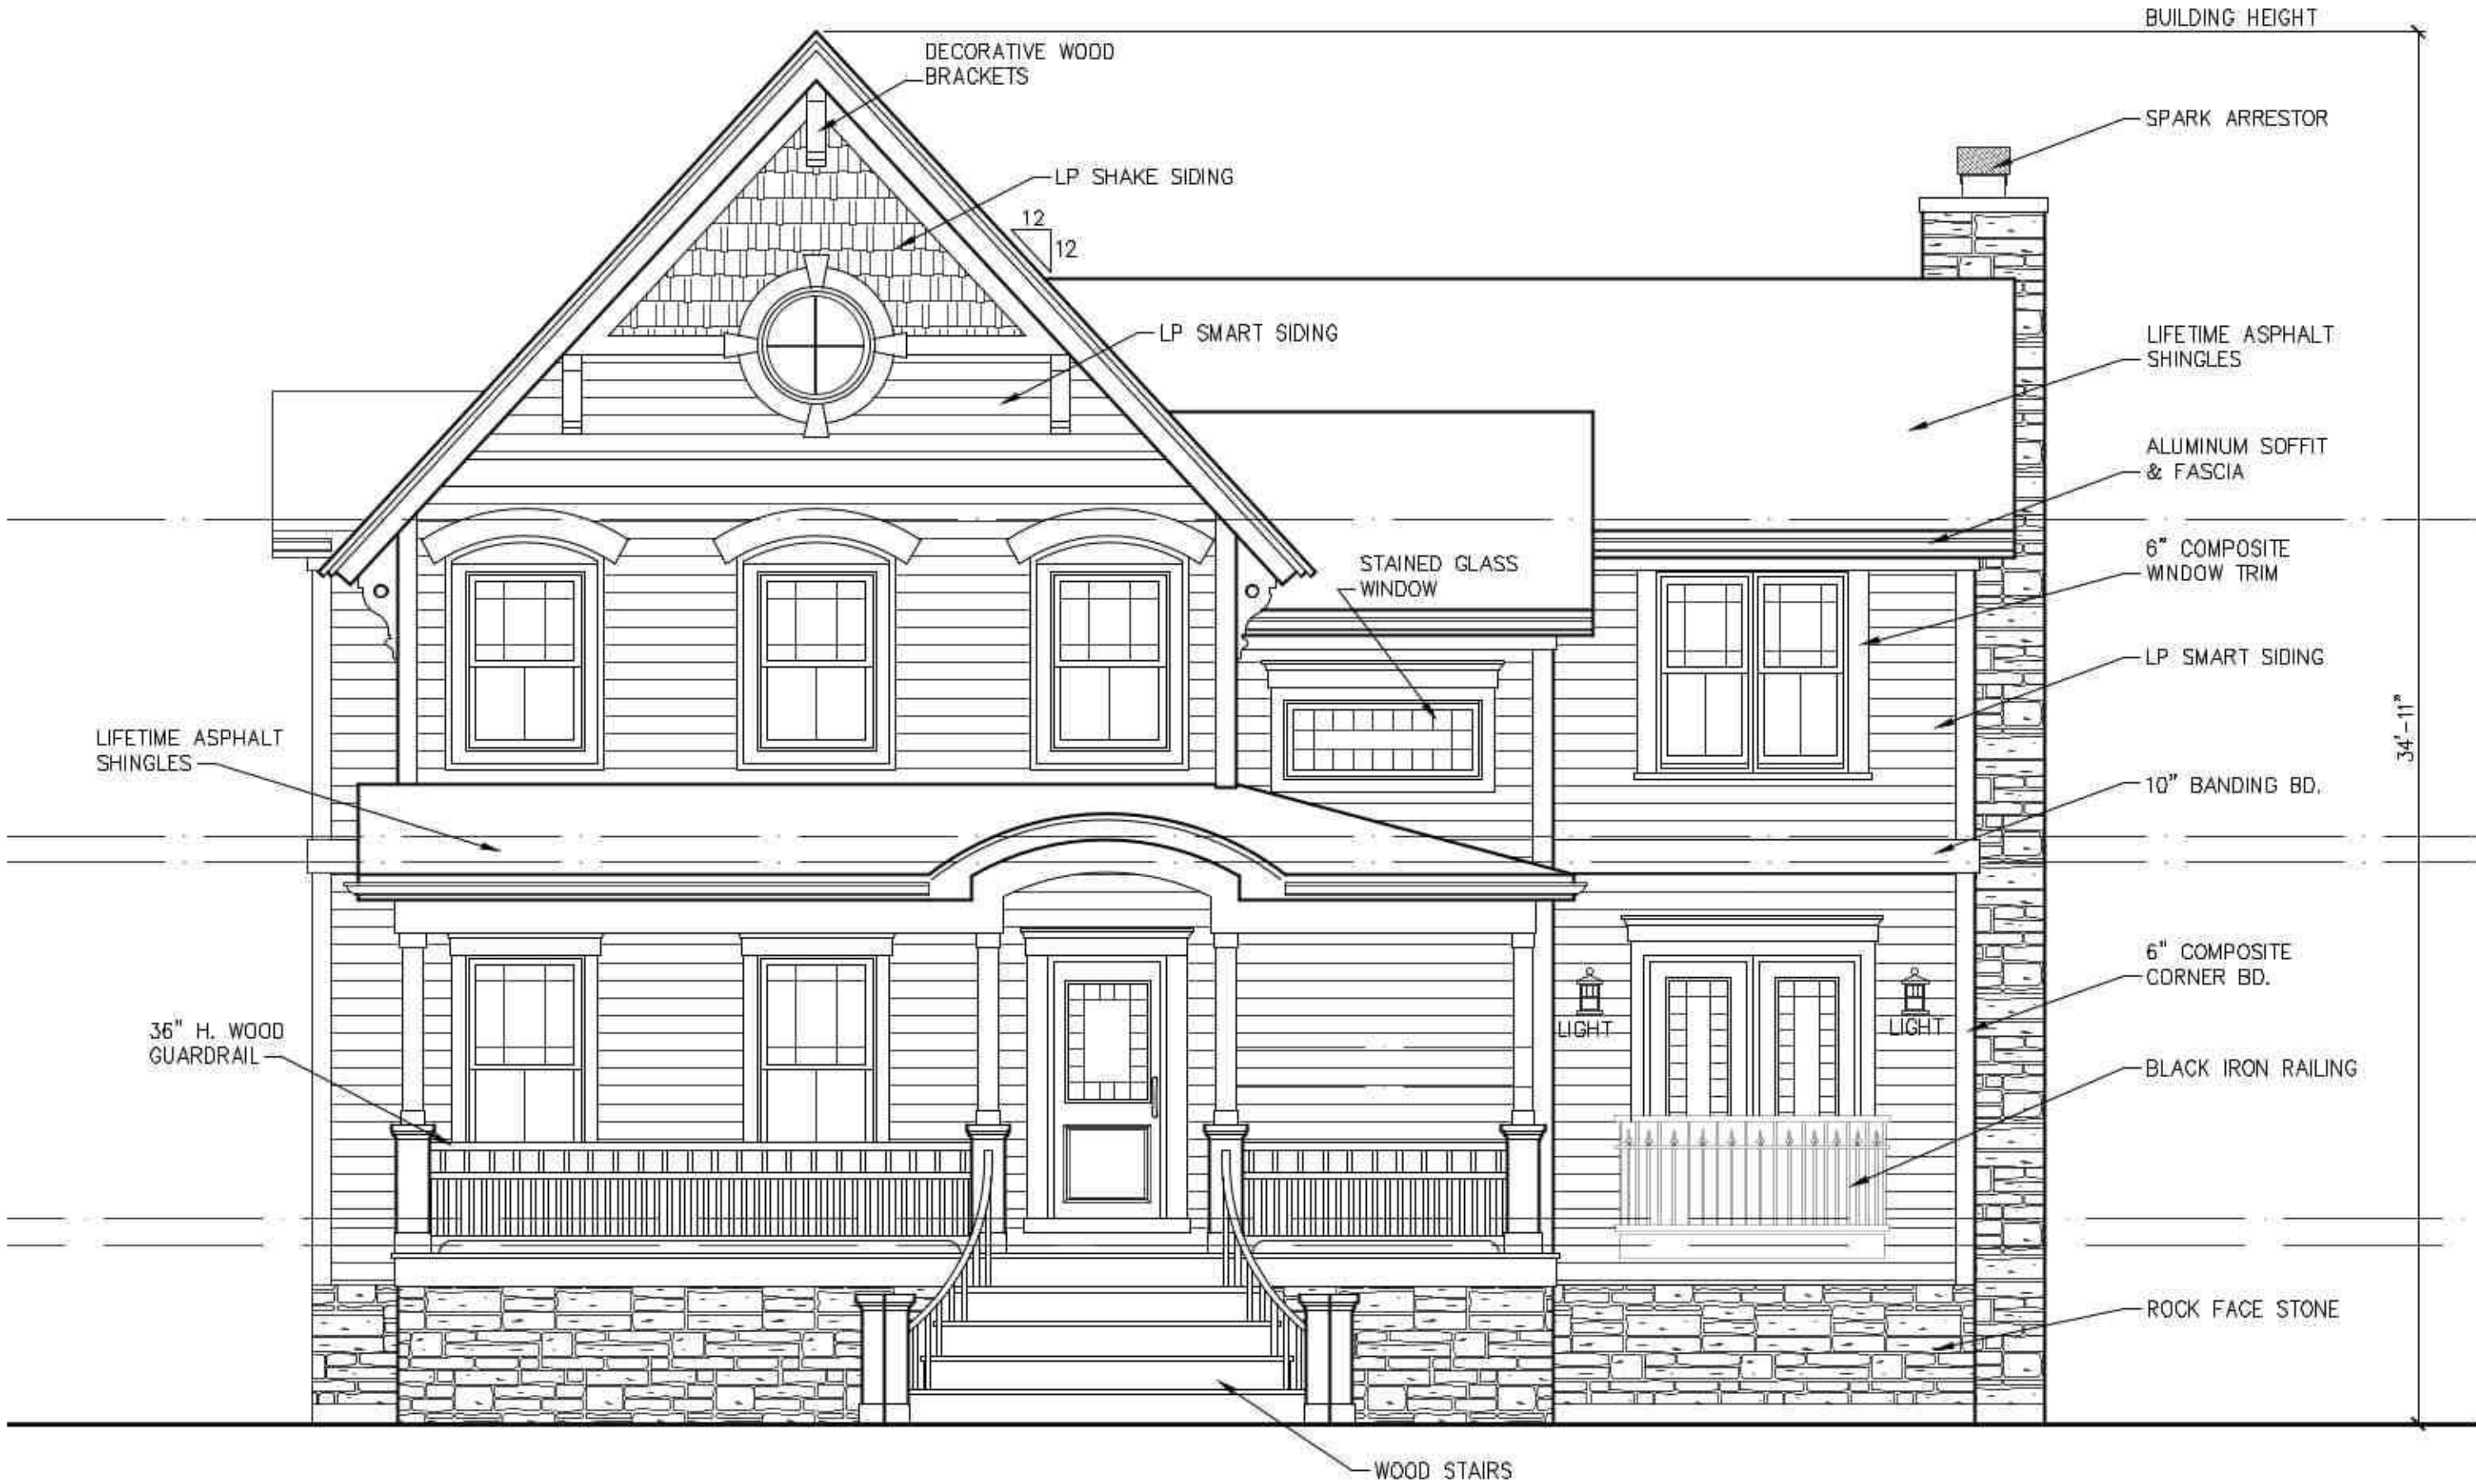 BUILDING HEIGHT
DECORATIVE WOOD
BRACKETS
SPARK ARRESTOR
LP SHAKE SIDING
12
12
LP SMART SIDING
LIFETIME ASPHALT
SHINGLES
ALUMINUM SOFFIT
& FASCIA
6" COMPOSITE
WINDOW TRIM
STAINED GLASS
WINDOW
LP SMART SIDING
34'-11"
LIFETIME ASPHALT
SHINGLES
10" BANDING BD.
6" COMPOSITE
CORNER BD.
36" H. WOOD
GUARDRAIL
LIGHT
LIGHT
BLACK IRON RAILING
ROCK FACE STONE
WOOD STAIRS